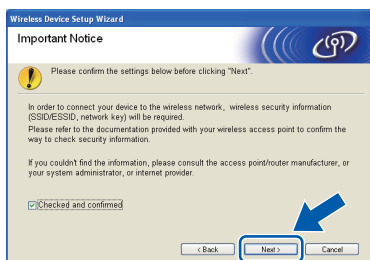 Wireless Device Setup Wizard
Important Notice
Please confirm the settings below before clicking "Next".
In order to connect your device to the wireless network, wireless security information
(SSID/ESSID, network key) will be required.
Please refer to the documentation provided with your wireless access point to confirm the
way to check security information.
If you couldn't find the information, please consult the access point/router manufacturer, or
your system administrator, or internet provider.
Checked and confirmed
< Back
Next >
Cancel